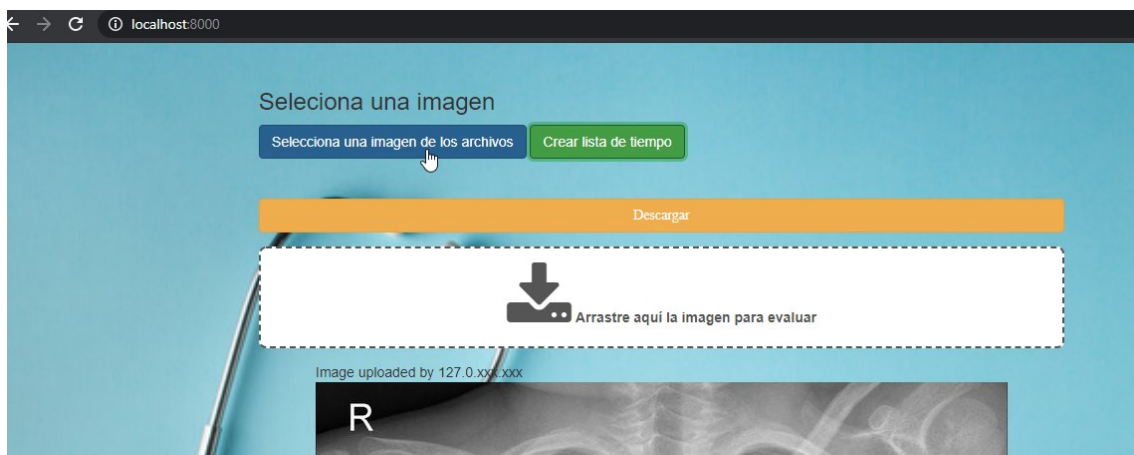 localhost:8000
Seleciona una imagen
Selecciona una imagen de los archivos Crear lista de tiempo
Descargar
Arrastre aquí la imagen para evaluar
Image uploaded by 127.0.xxx.xxx
R